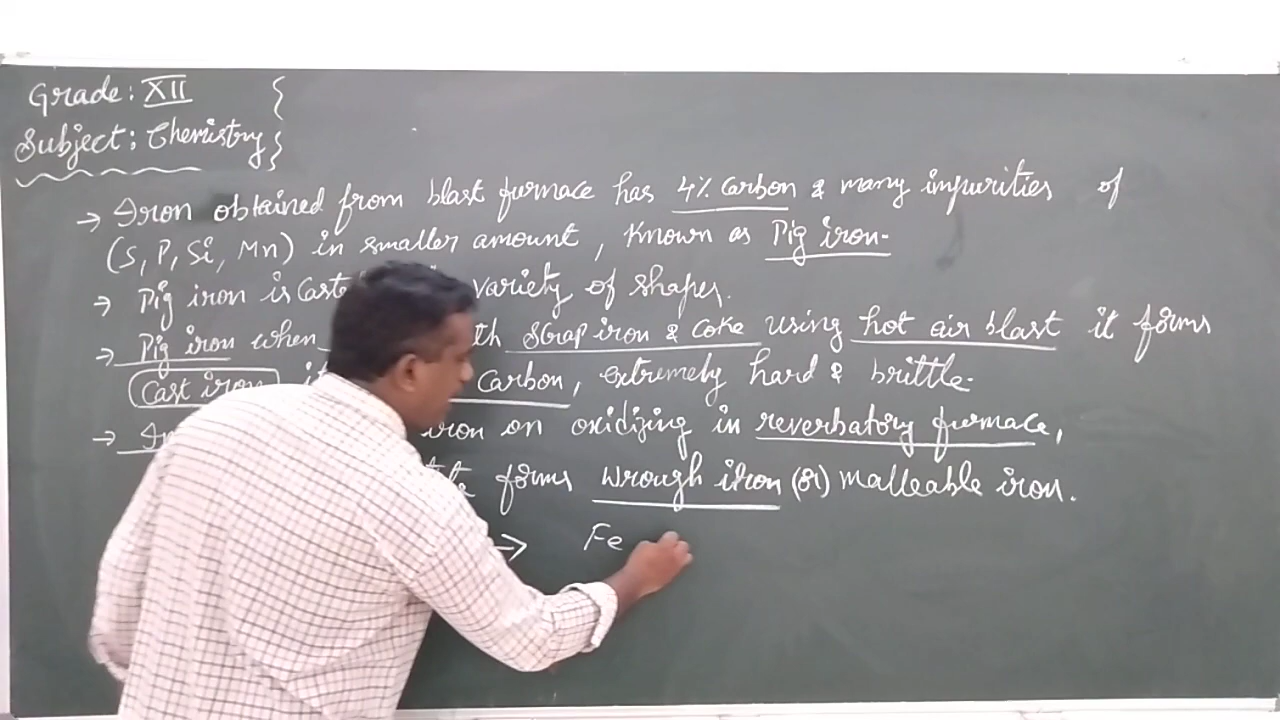 Grade: XII
Subject: Chemistry
→ Iron obtained from blast furnace has 4% Carbon & many impurities of
(S, P, Si, Mn) in smaller amount, Known as Pig iron.
→ Pig iron is variety of shapes.
→ Pig iron when Scrap iron & Coke using hot air blast it forms
Cast iron Carbon, extremely hard & brittle.
→ iron on oxidizing in reverbatory furnace,
forms wrough iron (or) malleable iron.
→ Fe